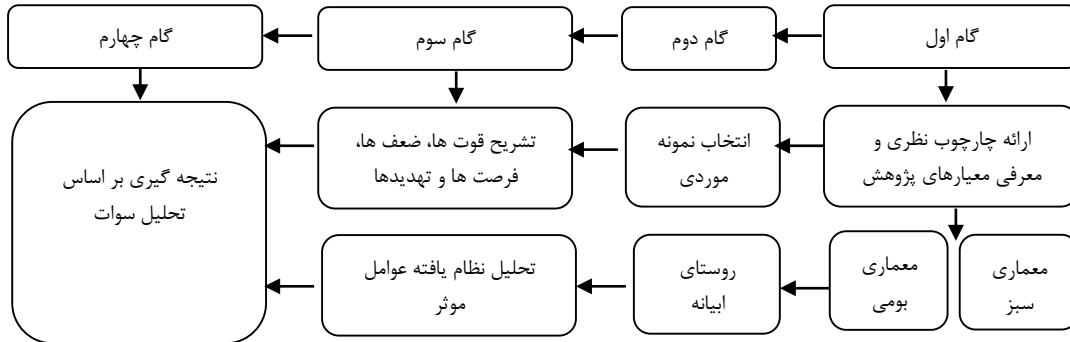 گام اول
گام دوم
گام سوم
گام چهارم
ارائه چارچوب نظری و
معرفی معیارهای پژوهش
انتخاب نمونه
موردی
تشریح قوت ها، ضعف ها،
فرصت ها و تهدیدها
نتیجه گیری بر اساس
تحلیل سوات
معماری
سبز
معماری
بومی
روستای
ابیانه
تحلیل نظام یافته عوامل
موثر